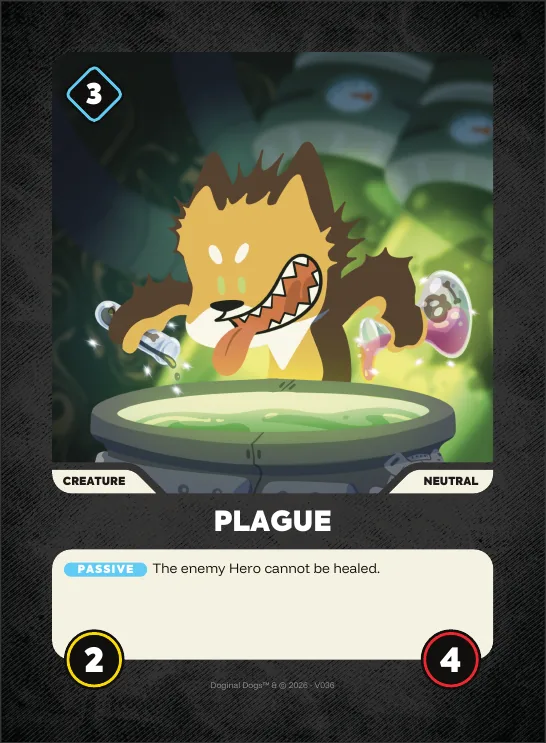 3
CREATURE
NEUTRAL
PLAGUE
PASSIVE The enemy Hero cannot be healed.
2
4
Doginal Dogs™ & © 2026 · V036